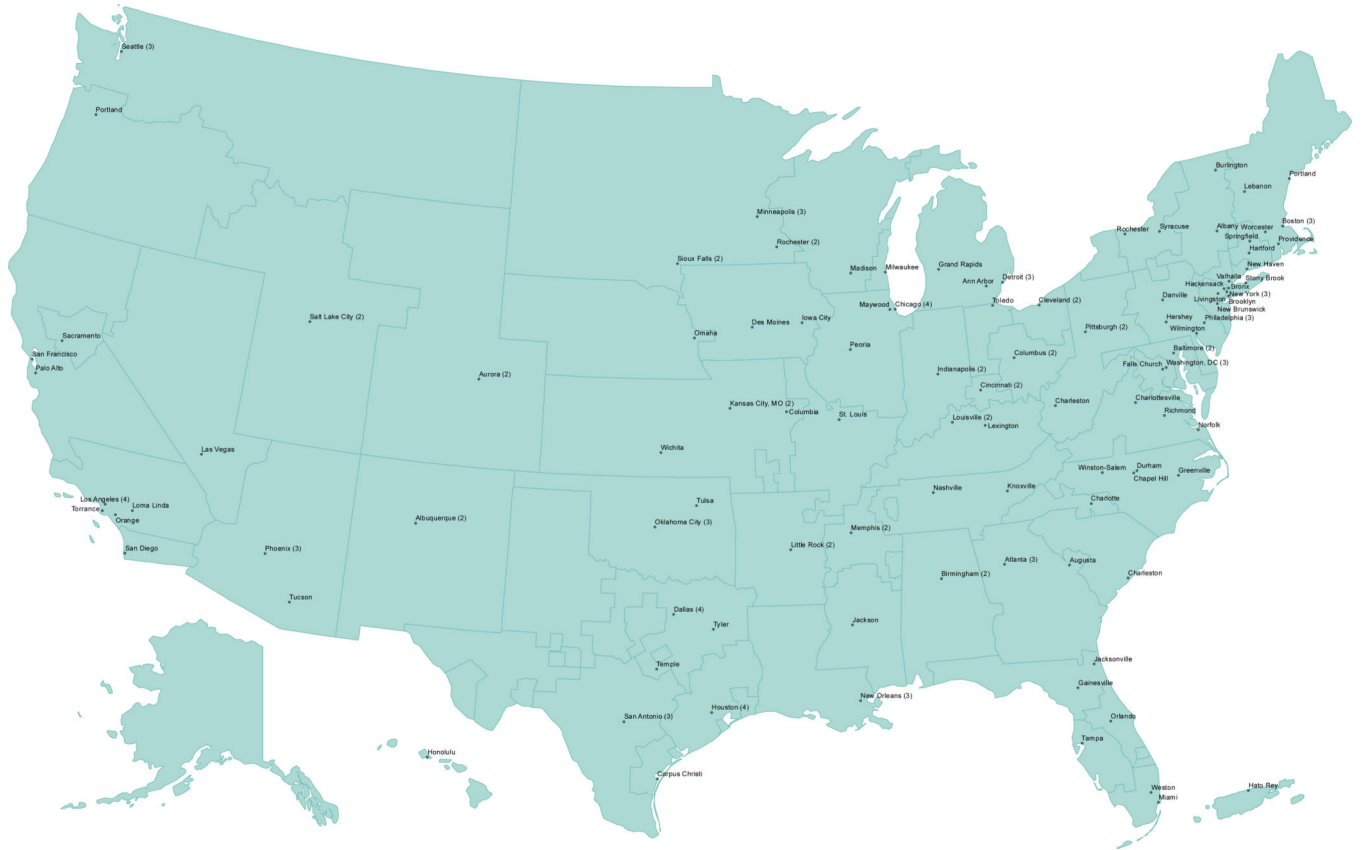 Seattle (3)
Portland
Burlington
Portland
Lebanon
Minneapolis (3)
Boston (3)
Rochester
Syracuse
Albany
Worcester
Springfield
Providence
Rochester (2)
Hartford
Sioux Falls (2)
Madison
Milwaukee
Grand Rapids
New Haven
Detroit (3)
Ann Arbor
Valhalla
Stony Brook
Hackensack
Bronx
New York (3)
Livingston
Brooklyn
New Brunswick
Danville
Maywood
Chicago (4)
Toledo
Cleveland (2)
Salt Lake City (2)
Des Moines
Iowa City
Hershey
Philadelphia (3)
Wilmington
Pittsburgh (2)
Sacramento
Omaha
Peoria
Baltimore (2)
San Francisco
Columbus (2)
Falls Church
Washington, DC (3)
Palo Alto
Aurora (2)
Indianapolis (2)
Cincinnati (2)
Kansas City, MO (2)
Columbia
St. Louis
Charleston
Charlottesville
Richmond
Louisville (2)
Lexington
Norfolk
Las Vegas
Wichita
Winston-Salem
Durham
Greenville
Chapel Hill
Nashville
Knoxville
Los Angeles (4)
Loma Linda
Torrance
Orange
Tulsa
Charlotte
Albuquerque (2)
Oklahoma City (3)
Memphis (2)
San Diego
Phoenix (3)
Little Rock (2)
Birmingham (2)
Atlanta (3)
Augusta
Charleston
Tucson
Dallas (4)
Tyler
Jackson
Temple
Jacksonville
Gainesville
New Orleans (3)
San Antonio (3)
Houston (4)
Orlando
Tampa
Honolulu
Corpus Christi
Weston
Miami
Hato Rey